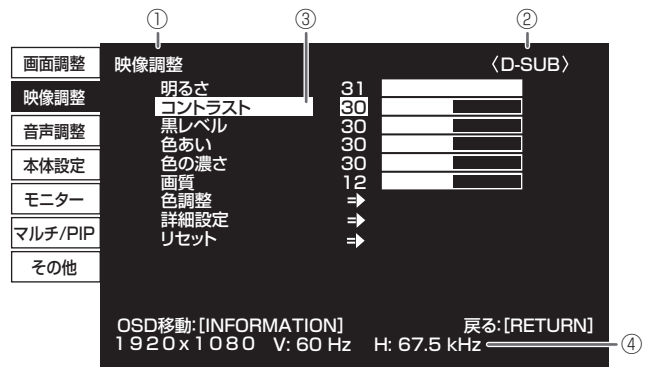 ① ③ ②
画面調整
映像調整
音声調整
本体設定
モニター
マルチ/PIP
その他
映像調整 〈D-SUB〉
明るさ 31
コントラスト 30
黒レベル 30
色あい 30
色の濃さ 30
画質 12
色調整
詳細設定
リセット
OSD移動:[INFORMATION] 戻る:[RETURN]
1920x1080 V: 60 Hz H: 67.5 kHz ④